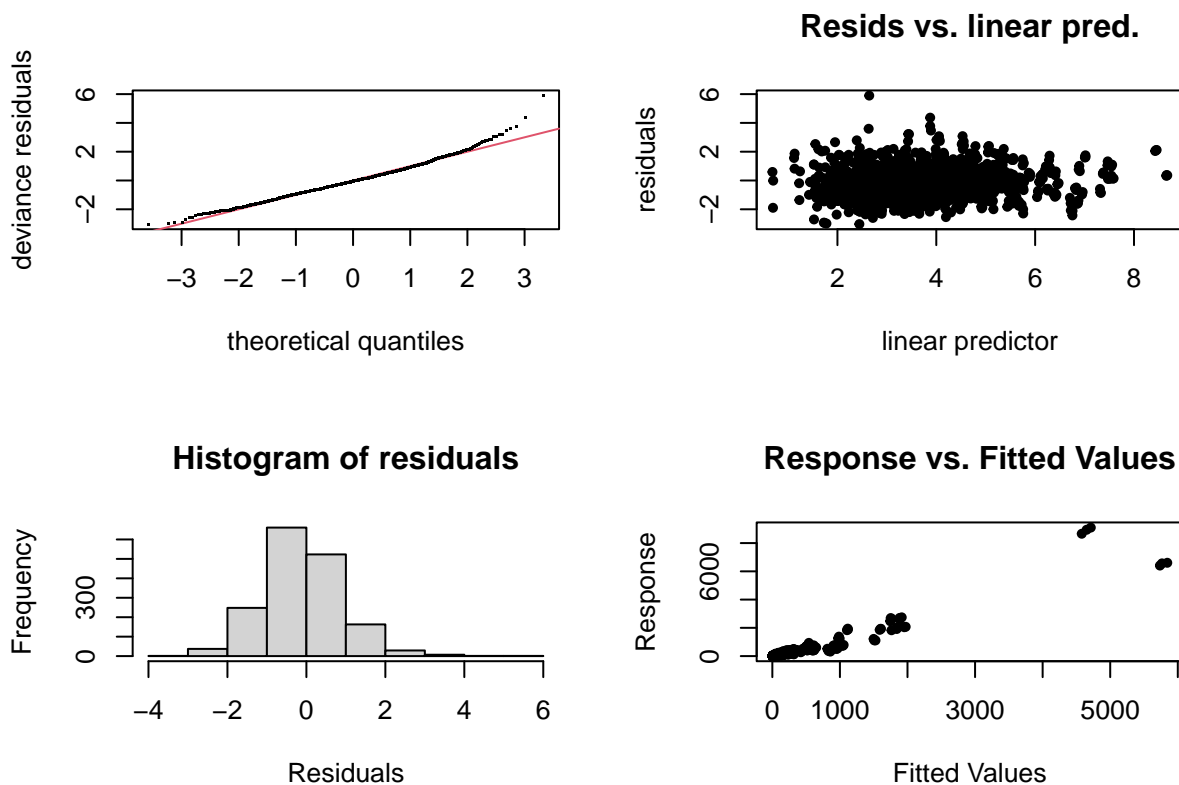 deviance residuals
6
2
−2
−3 −2 −1 0 1 2 3
theoretical quantiles
Resids vs. linear pred.
residuals
6
2
−2
2 4 6 8
linear predictor
Histogram of residuals
Frequency
300
0
−4 −2 0 2 4 6
Residuals
Response vs. Fitted Values
Response
6000
0
0 1000 3000 5000
Fitted Values